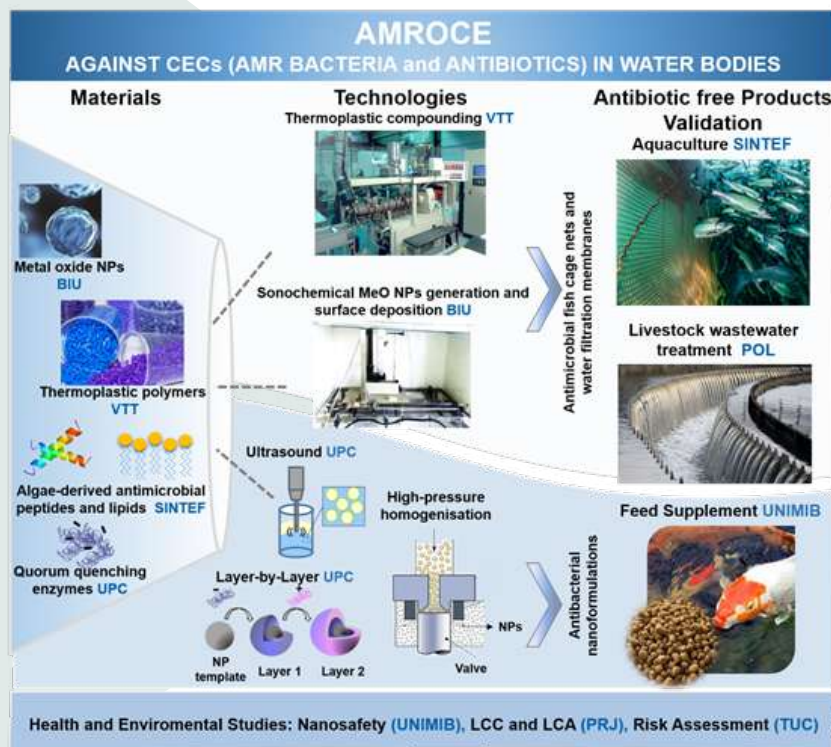 AMROCE
AGAINST CECs (AMR BACTERIA and ANTIBIOTICS) IN WATER BODIES
Materials
Metal oxide NPs
BIU
Thermoplastic polymers
VTT
Algae-derived antimicrobial
peptides and lipids SINTEF
Quorum quenching
enzymes UPC
Technologies
Thermoplastic compounding VTT
Sonochemical MeO NPs generation and
surface deposition BIU
Ultrasound UPC
Layer-by-Layer UPC
NP
template
Layer 1
Layer 2
High-pressure
homogenisation
NPs
Valve
Antimicrobial fish cage nets and
water filtration membranes
Antibacterial
nanoformulations
Antibiotic free Products
Validation
Aquaculture SINTEF
Livestock wastewater
treatment POL
Feed Supplement UNIMIB
Health and Enviromental Studies: Nanosafety (UNIMIB), LCC and LCA (PRJ), Risk Assessment (TUC)